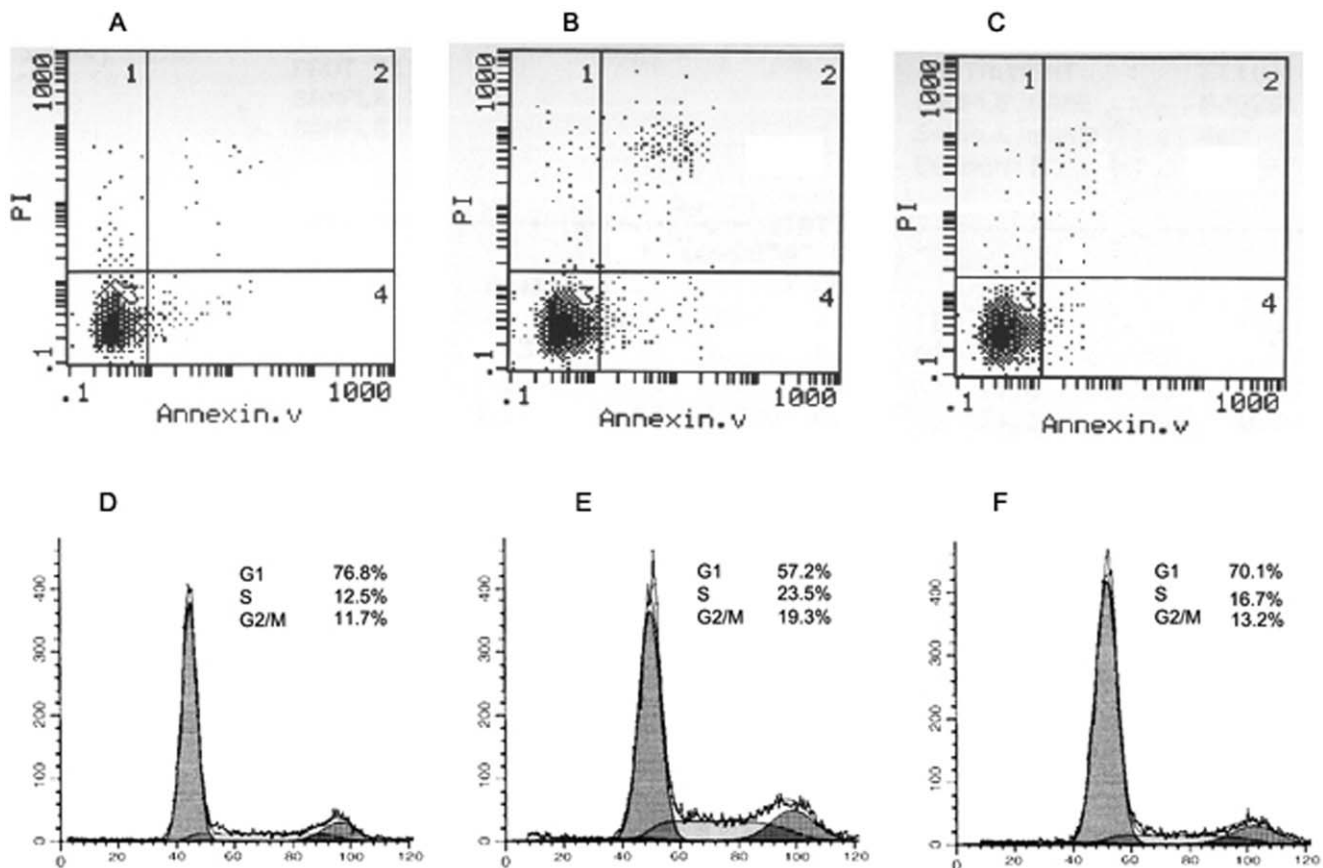 A B C
1 2
1000
PI
.1
3
4
.1 1000
Annexin.v
1 2
1000
PI
.1
3
4
.1 1000
Annexin.v
1 2
1000
PI
.1
3
4
.1 1000
Annexin.v
D E F
400
300
200
100
0
0 20 40 60 80 100 120
G1 76.8%
S 12.5%
G2/M 11.7%
400
300
200
100
0
0 20 40 60 80 100 120
G1 57.2%
S 23.5%
G2/M 19.3%
400
300
200
100
0
0 20 40 60 80 100 120
G1 70.1%
S 16.7%
G2/M 13.2%